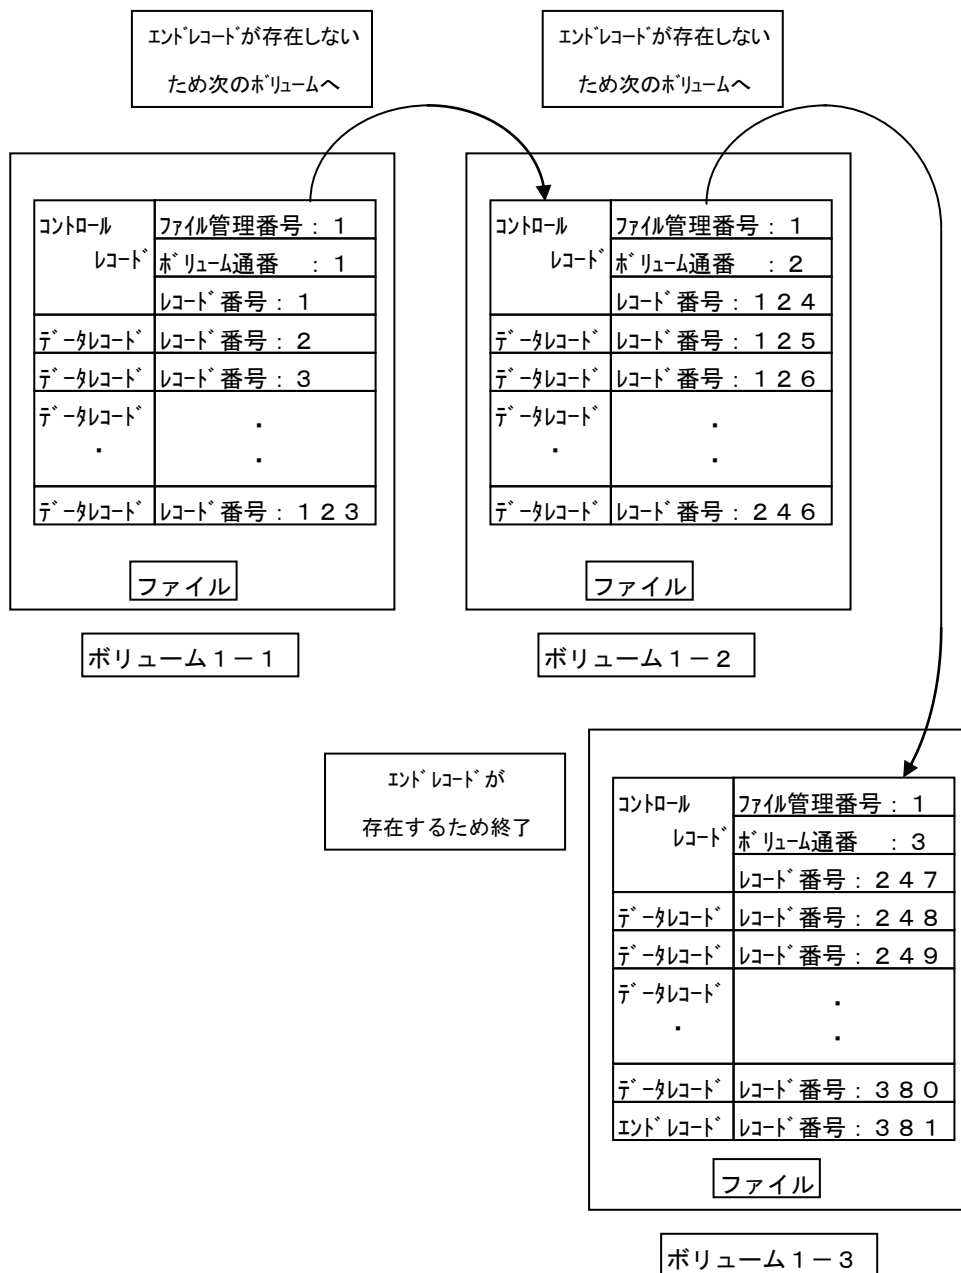 ｴﾝﾄﾞﾚｺｰﾄﾞが存在しない
ため次のﾎﾞﾘｭｰﾑへ
ｴﾝﾄﾞﾚｺｰﾄﾞが存在しない
ため次のﾎﾞﾘｭｰﾑへ
ｺﾝﾄﾛｰﾙ
ﾚｺｰﾄﾞ
ﾌｧｲﾙ管理番号：１
ﾎﾞﾘｭｰﾑ通番　：１
ﾚｺｰﾄﾞ番号：１
ﾃﾞｰﾀﾚｺｰﾄﾞ ﾚｺｰﾄﾞ番号：２
ﾃﾞｰﾀﾚｺｰﾄﾞ ﾚｺｰﾄﾞ番号：３
ﾃﾞｰﾀﾚｺｰﾄﾞ ・
・ ・
ﾃﾞｰﾀﾚｺｰﾄﾞ ﾚｺｰﾄﾞ番号：１２３
ファイル
ボリューム１－１
ｺﾝﾄﾛｰﾙ
ﾚｺｰﾄﾞ
ﾌｧｲﾙ管理番号：１
ﾎﾞﾘｭｰﾑ通番　：２
ﾚｺｰﾄﾞ番号：１２４
ﾃﾞｰﾀﾚｺｰﾄﾞ ﾚｺｰﾄﾞ番号：１２５
ﾃﾞｰﾀﾚｺｰﾄﾞ ﾚｺｰﾄﾞ番号：１２６
ﾃﾞｰﾀﾚｺｰﾄﾞ ・
・ ・
ﾃﾞｰﾀﾚｺｰﾄﾞ ﾚｺｰﾄﾞ番号：２４６
ファイル
ボリューム１－２
ｴﾝﾄﾞﾚｺｰﾄﾞが
存在するため終了
ｺﾝﾄﾛｰﾙ
ﾚｺｰﾄﾞ
ﾌｧｲﾙ管理番号：１
ﾎﾞﾘｭｰﾑ通番　：３
ﾚｺｰﾄﾞ番号：２４７
ﾃﾞｰﾀﾚｺｰﾄﾞ ﾚｺｰﾄﾞ番号：２４８
ﾃﾞｰﾀﾚｺｰﾄﾞ ﾚｺｰﾄﾞ番号：２４９
ﾃﾞｰﾀﾚｺｰﾄﾞ ・
・ ・
ﾃﾞｰﾀﾚｺｰﾄﾞ ﾚｺｰﾄﾞ番号：３８０
ｴﾝﾄﾞﾚｺｰﾄﾞ ﾚｺｰﾄﾞ番号：３８１
ファイル
ボリューム１－３